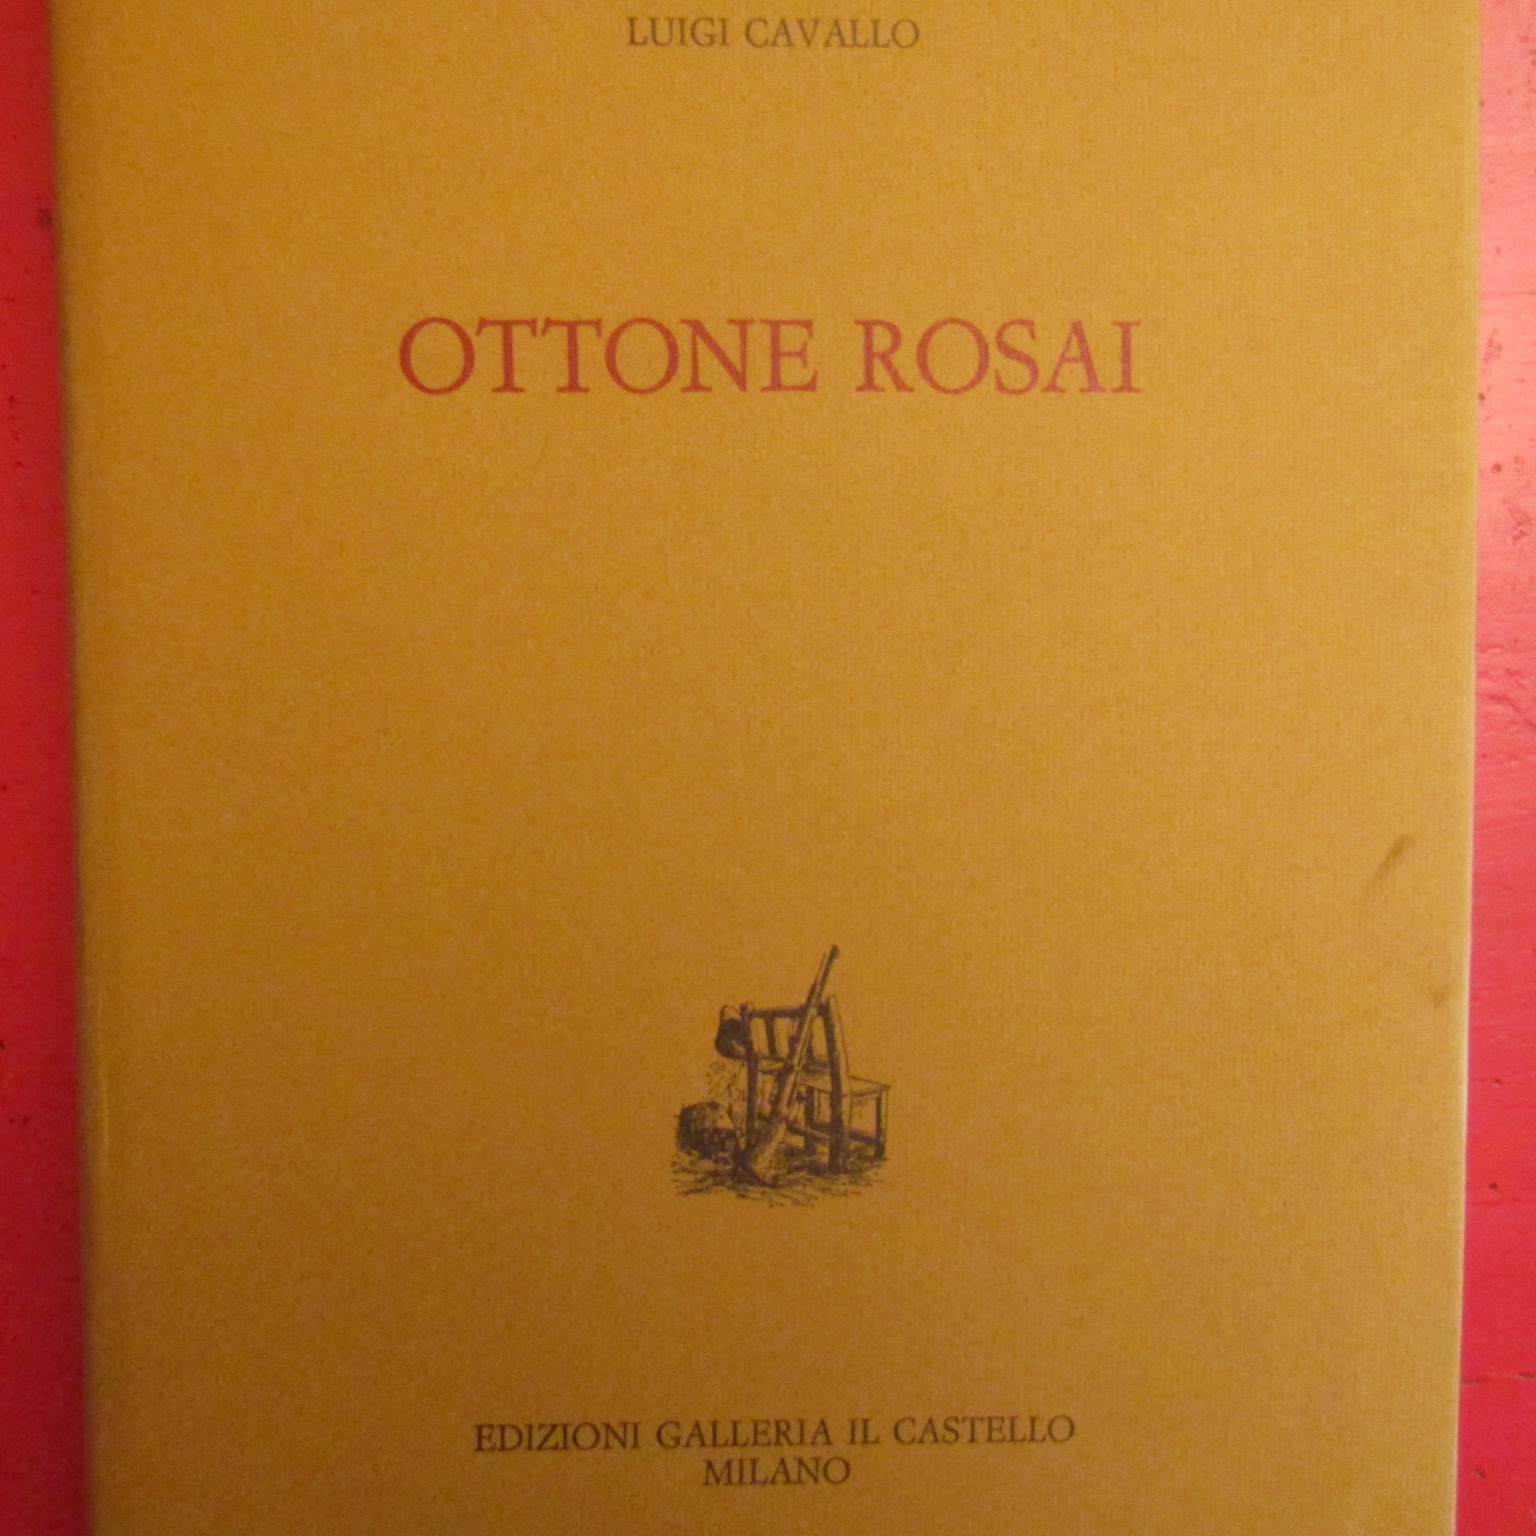 LUIGI CAVALLO
OTTONE ROSAI
EDIZIONI GALLERIA IL CASTELLO
MILANO